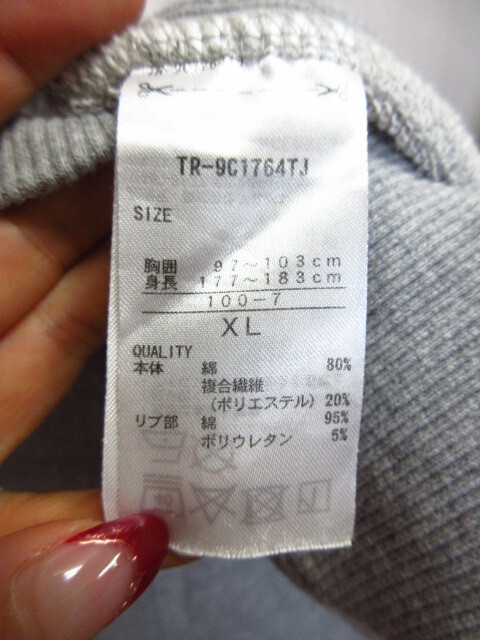 TR-9C1764TJ
SIZE
胸囲 97~103cm
身長 177~183cm
100-7
XL
QUALITY
本体 綿 80%
複合繊維
(ポリエステル) 20%
リブ部 綿 95%
ポリウレタン 5%